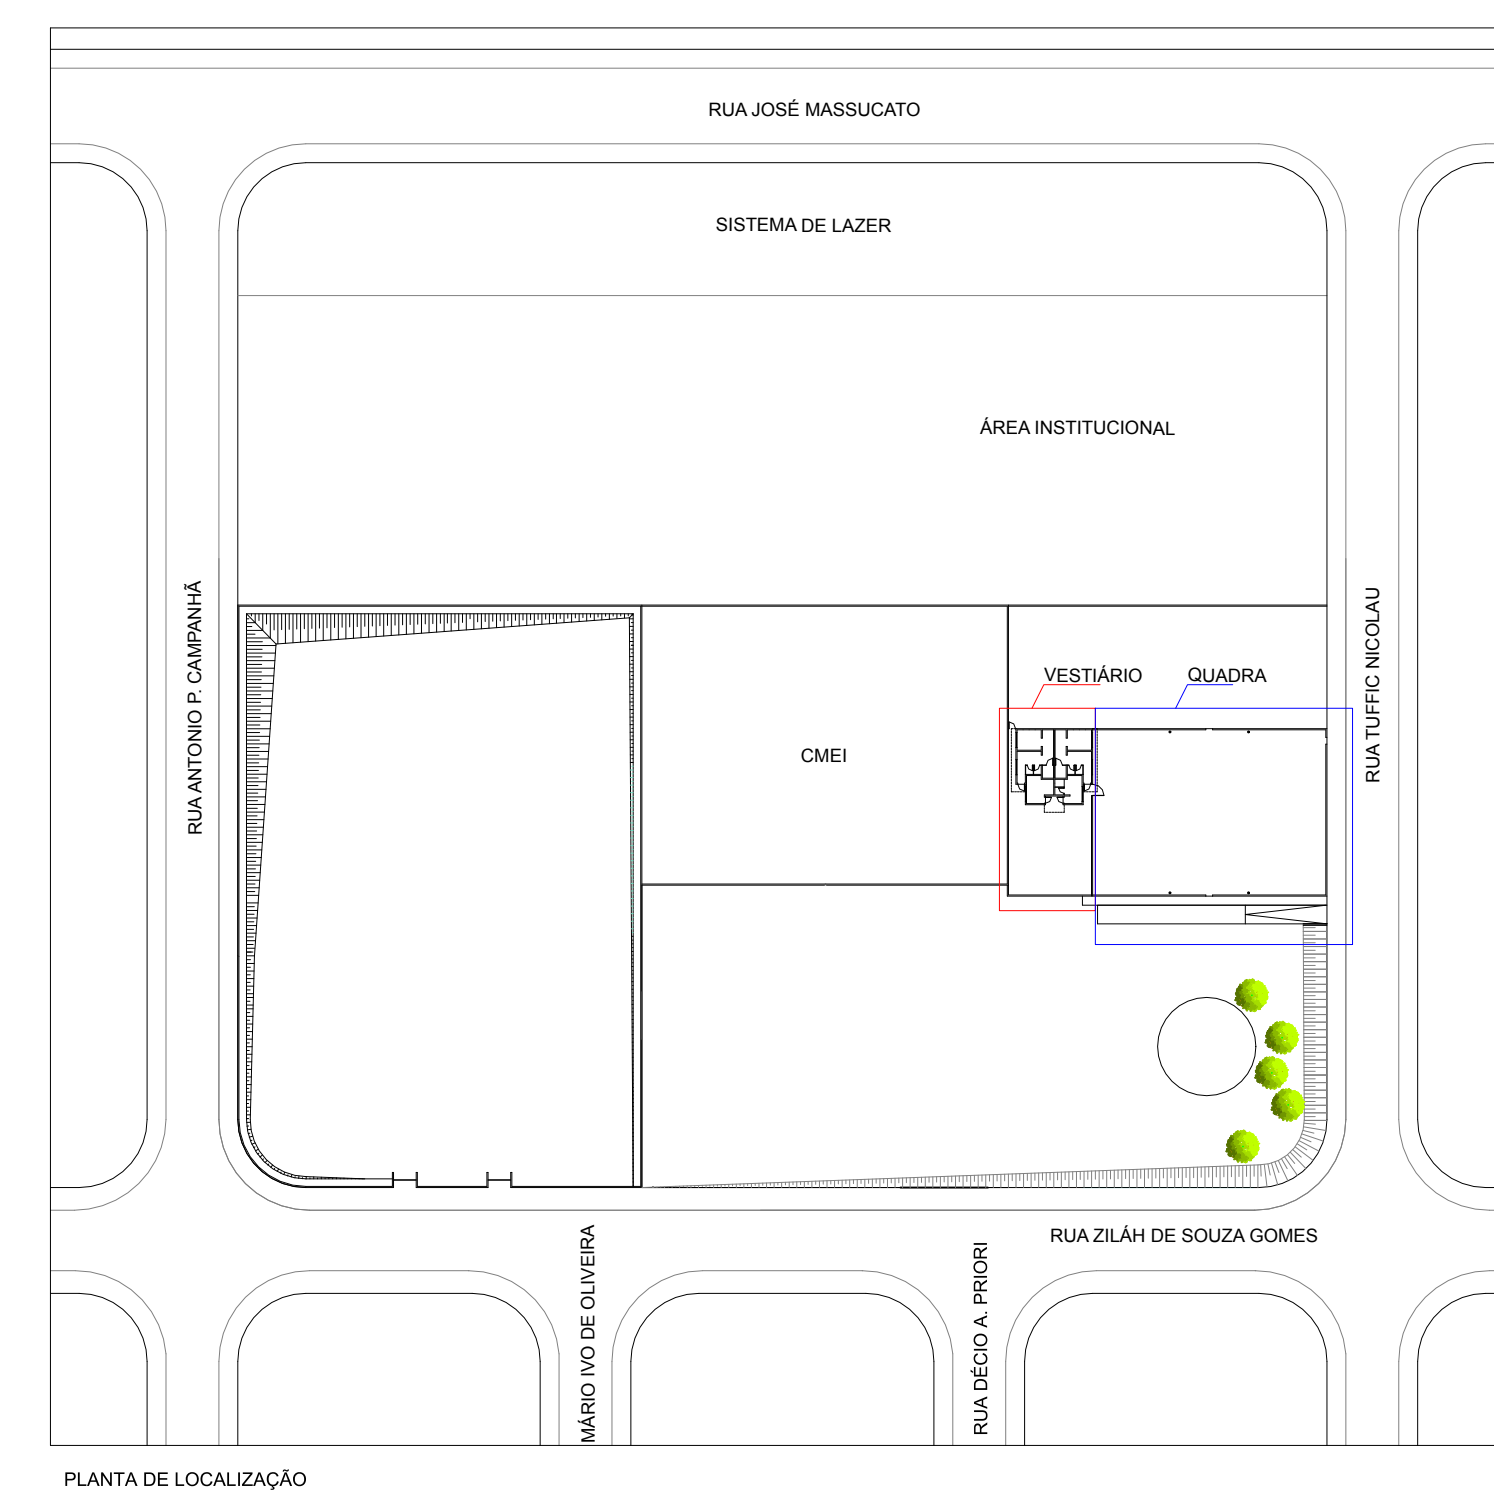 RUA JOSÉ MASSUCATO
SISTEMA DE LAZER
ÁREA INSTITUCIONAL
RUA ANTONIO P. CAMPANHÃ
RUA TUFFIC NICOLAU
VESTIÁRIO
QUADRA
CMEI
RUA ZILÁH DE SOUZA GOMES
MÁRIO IVO DE OLIVEIRA
RUA DÉCIO A. PRIORI
PLANTA DE LOCALIZAÇÃO